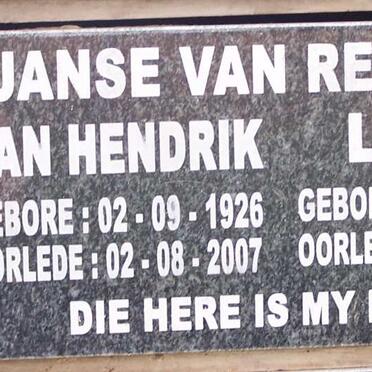 JANSE VAN RE
AN HENDRIK L
EBORE : 02 - 09 - 1926 GEBO
ORLEDE : 02 - 08 - 2007 OORLE
DIE HERE IS MY